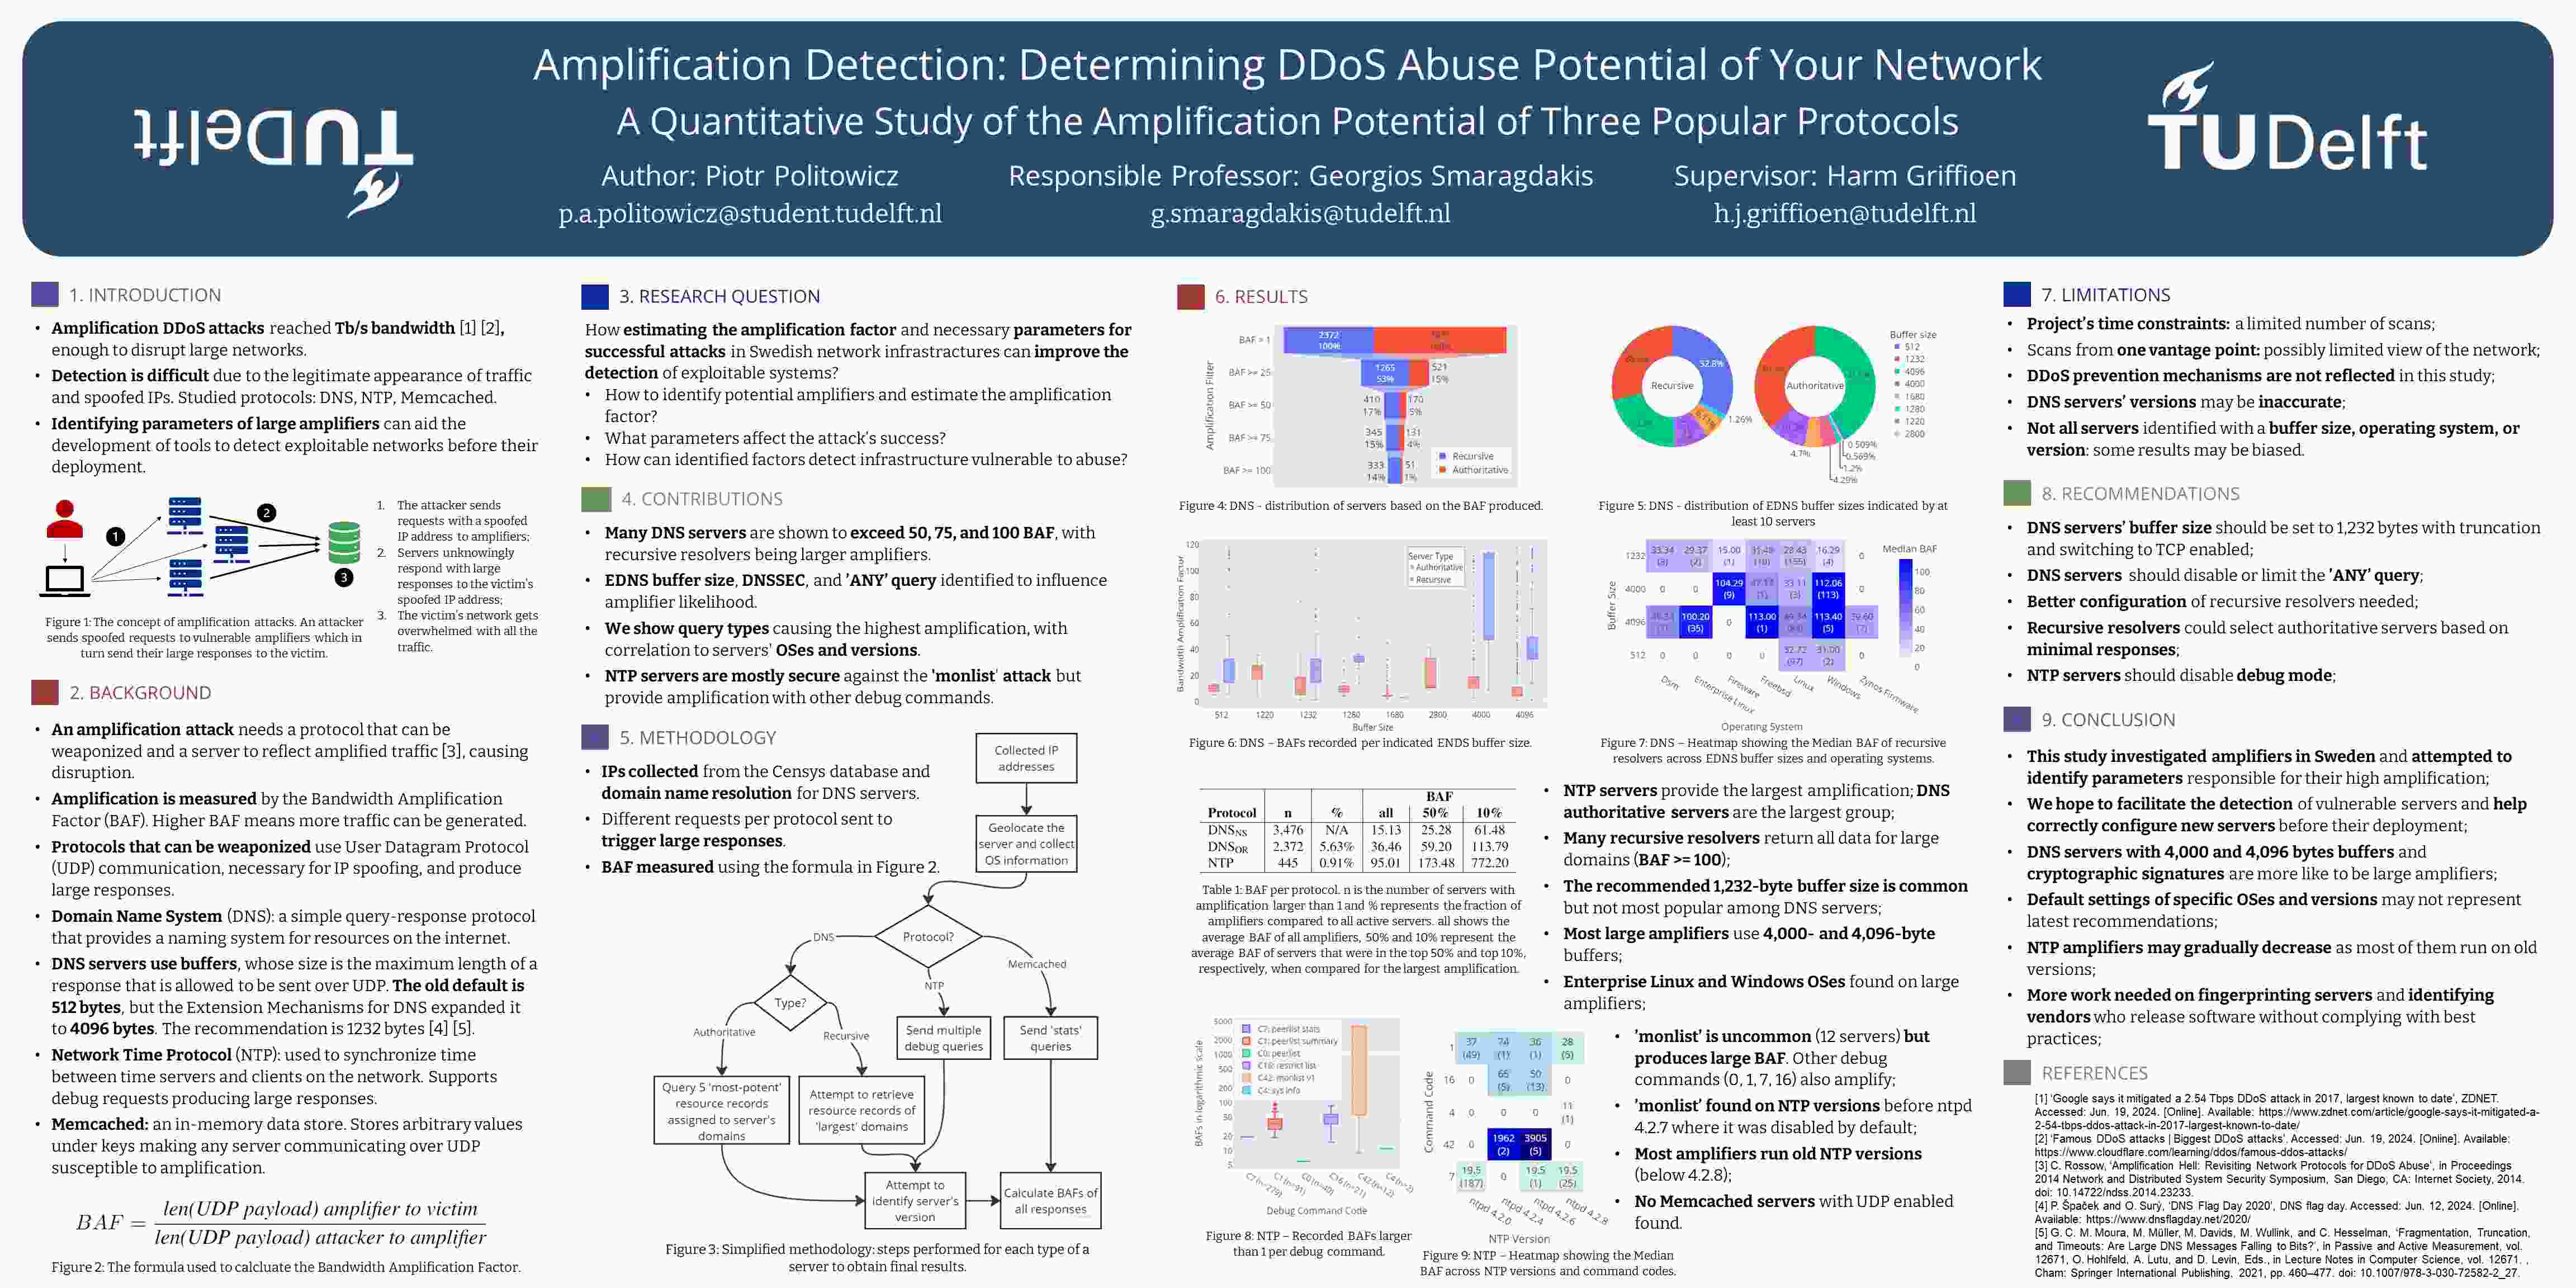 Amplification Detection: Determining DDoS Abuse Potential of Your Network
A Quantitative Study of the Amplification Potential of Three Popular Protocols
Author: Piotr Politowicz
p.a.politowicz@student.tudelft.nl
Responsible Professor: Georgios Smaragdakis
g.smaragdakis@tudelft.nl
Supervisor: Harm Griffioen
h.j.griffioen@tudelft.nl
TUDelft
TUDelft
1. INTRODUCTION
• Amplification DDoS attacks reached Tb/s bandwidth [1] [2],
enough to disrupt large networks.
• Detection is difficult due to the legitimate appearance of traffic
and spoofed IPs. Studied protocols: DNS, NTP, Memcached.
• Identifying parameters of large amplifiers can aid the
development of tools to detect exploitable networks before their
deployment.
1
2
3
1. The attacker sends
requests with a spoofed
IP address to amplifiers;
2. Servers unknowingly
respond with large
responses to the victim's
spoofed IP address;
3. The victim's network gets
overwhelmed with all the
traffic.
Figure 1: The concept of amplification attacks. An attacker
sends spoofed requests to vulnerable amplifiers which in
turn send their large responses to the victim.
2. BACKGROUND
• An amplification attack needs a protocol that can be
weaponized and a server to reflect amplified traffic [3], causing
disruption.
• Amplification is measured by the Bandwidth Amplification
Factor (BAF). Higher BAF means more traffic can be generated.
• Protocols that can be weaponized use User Datagram Protocol
(UDP) communication, necessary for IP spoofing, and produce
large responses.
• Domain Name System (DNS): a simple query-response protocol
that provides a naming system for resources on the internet.
• DNS servers use buffers, whose size is the maximum length of a
response that is allowed to be sent over UDP. The old default is
512 bytes, but the Extension Mechanisms for DNS expanded it
to 4096 bytes. The recommendation is 1232 bytes [4] [5].
• Network Time Protocol (NTP): used to synchronize time
between time servers and clients on the network. Supports
debug requests producing large responses.
• Memcached: an in-memory data store. Stores arbitrary values
under keys making any server communicating over UDP
susceptible to amplification.
BAF = len(UDP payload) amplifier to victim
len(UDP payload) attacker to amplifier
Figure 2: The formula used to calcluate the Bandwidth Amplification Factor.
3. RESEARCH QUESTION
How estimating the amplification factor and necessary parameters for
successful attacks in Swedish network infrastractures can improve the
detection of exploitable systems?
• How to identify potential amplifiers and estimate the amplification
factor?
• What parameters affect the attack's success?
• How can identified factors detect infrastructure vulnerable to abuse?
4. CONTRIBUTIONS
• Many DNS servers are shown to exceed 50, 75, and 100 BAF, with
recursive resolvers being larger amplifiers.
• EDNS buffer size, DNSSEC, and 'ANY' query identified to influence
amplifier likelihood.
• We show query types causing the highest amplification, with
correlation to servers' OSes and versions.
• NTP servers are mostly secure against the 'monlist' attack but
provide amplification with other debug commands.
5. METHODOLOGY
• IPs collected from the Censys database and
domain name resolution for DNS servers.
• Different requests per protocol sent to
trigger large responses.
• BAF measured using the formula in Figure 2.
Collected IP
addresses
Geolocate the
server and collect
OS information
Protocol?
DNS
NTP
Memcached
Type?
Authoritative
Recursive
Send multiple
debug queries
Send 'stats'
queries
Query 5 'most-potent'
resource records
assigned to server's
domains
Attempt to retrieve
resource records of
'largest' domains
Attempt to
identify server's
version
Calculate BAFs of
all responses
Figure 3: Simplified methodology: steps performed for each type of a
server to obtain final results.
6. RESULTS
Amplification Filter
BAF > 1
2372
100%
BAF >= 25
1265
53%
521
15%
BAF >= 50
410
17%
170
5%
BAF >= 75
345
15%
131
4%
BAF >= 100
333
14%
51
1%
Recursive
Authoritative
Figure 4: DNS - distribution of servers based on the BAF produced.
Recursive
32.8%
1.26%
Authoritative
4.7%
0.509%
0.569%
1.2%
4.29%
Buffer size
512
1232
4096
4000
1680
1280
1220
2800
Figure 5: DNS - distribution of EDNS buffer sizes indicated by at
least 10 servers
Bandwidth Amplification Factor
120
100
80
60
40
20
0
Server Type
Authoritative
Recursive
512 1220 1232 1280 1680 2800 4000 4096
Buffer Size
Figure 6: DNS – BAFs recorded per indicated ENDS buffer size.
Buffer Size
1232 33.34 29.37 15.00 31.48 28.43 16.29 0
(3) (2) (1) (10) (155) (4)
4000 0 0 104.29 33.11 112.06 0
(9) (1) (3) (113)
4096 100.20 0 113.00 113.40
(35) (1) (5)
512 0 0 0 0 32.72 31.00 0
(97) (2)
Dsm Enterprise Linux Fireware Freebsd Linux Windows Zynos Firmware
Operating System
Median BAF
100
80
60
40
20
0
Figure 7: DNS – Heatmap showing the Median BAF of recursive
resolvers across EDNS buffer sizes and operating systems.
BAF
Protocol n % all 50% 10%
DNSNS 3,476 N/A 15.13 25.28 61.48
DNSOR 2,372 5.63% 36.46 59.20 113.79
NTP 445 0.91% 95.01 173.48 772.20
Table 1: BAF per protocol. n is the number of servers with
amplification larger than 1 and % represents the fraction of
amplifiers compared to all active servers. all shows the
average BAF of all amplifiers, 50% and 10% represent the
average BAF of servers that were in the top 50% and top 10%,
respectively, when compared for the largest amplification.
• NTP servers provide the largest amplification; DNS
authoritative servers are the largest group;
• Many recursive resolvers return all data for large
domains (BAF >= 100);
• The recommended 1,232-byte buffer size is common
but not most popular among DNS servers;
• Most large amplifiers use 4,000- and 4,096-byte
buffers;
• Enterprise Linux and Windows OSes found on large
amplifiers;
BAFs in logarithmic scale
5000
2000
1000
500
200
100
50
20
10
5
C7: peerlist stats
C1: peerlist summary
C0: peerlist
C16: restrict list
C42: monlist v1
C4: sys info
C7 (n=279) C1 (n=91) C0 (n=40) C16 (n=21) C42 (n=12) C4 (n=2)
Debug Command Code
Figure 8: NTP – Recorded BAFs larger
than 1 per debug command.
Command Code
1 37 74 36 28
(49) (1) (1) (5)
16 0 65 50 0
(5) (13)
4 0 0 0 11
(1)
42 0 1962 3905 0
(2) (5)
7 19.5 0 19.5 19.5
(187) (1) (25)
ntpd 4.2.0 ntpd 4.2.4 ntpd 4.2.6 ntpd 4.2.8
NTP Version
Figure 9: NTP – Heatmap showing the Median
BAF across NTP versions and command codes.
• 'monlist' is uncommon (12 servers) but
produces large BAF. Other debug
commands (0, 1, 7, 16) also amplify;
• 'monlist' found on NTP versions before ntpd
4.2.7 where it was disabled by default;
• Most amplifiers run old NTP versions
(below 4.2.8);
• No Memcached servers with UDP enabled
found.
7. LIMITATIONS
• Project's time constraints: a limited number of scans;
• Scans from one vantage point: possibly limited view of the network;
• DDoS prevention mechanisms are not reflected in this study;
• DNS servers' versions may be inaccurate;
• Not all servers identified with a buffer size, operating system, or
version: some results may be biased.
8. RECOMMENDATIONS
• DNS servers' buffer size should be set to 1,232 bytes with truncation
and switching to TCP enabled;
• DNS servers should disable or limit the 'ANY' query;
• Better configuration of recursive resolvers needed;
• Recursive resolvers could select authoritative servers based on
minimal responses;
• NTP servers should disable debug mode;
9. CONCLUSION
• This study investigated amplifiers in Sweden and attempted to
identify parameters responsible for their high amplification;
• We hope to facilitate the detection of vulnerable servers and help
correctly configure new servers before their deployment;
• DNS servers with 4,000 and 4,096 bytes buffers and
cryptographic signatures are more like to be large amplifiers;
• Default settings of specific OSes and versions may not represent
latest recommendations;
• NTP amplifiers may gradually decrease as most of them run on old
versions;
• More work needed on fingerprinting servers and identifying
vendors who release software without complying with best
practices;
REFERENCES
[1] 'Google says it mitigated a 2.54 Tbps DDoS attack in 2017, largest known to date', ZDNET.
Accessed: Jun. 19, 2024. [Online]. Available: https://www.zdnet.com/article/google-says-it-mitigated-a-
2-54-tbps-ddos-attack-in-2017-largest-known-to-date/
[2] 'Famous DDoS attacks | Biggest DDoS attacks'. Accessed: Jun. 19, 2024. [Online]. Available:
https://www.cloudflare.com/learning/ddos/famous-ddos-attacks/
[3] C. Rossow, 'Amplification Hell: Revisiting Network Protocols for DDoS Abuse', in Proceedings
2014 Network and Distributed System Security Symposium, San Diego, CA: Internet Society, 2014.
doi: 10.14722/ndss.2014.23233.
[4] P. Špaček and O. Surý, 'DNS Flag Day 2020', DNS flag day. Accessed: Jun. 12, 2024. [Online].
Available: https://www.dnsflagday.net/2020/
[5] G. C. M. Moura, M. Müller, M. Davids, M. Wullink, and C. Hesselman, 'Fragmentation, Truncation,
and Timeouts: Are Large DNS Messages Falling to Bits?', in Passive and Active Measurement, vol.
12671, O. Hohlfeld, A. Lutu, and D. Levin, Eds., in Lecture Notes in Computer Science, vol. 12671. ,
Cham: Springer International Publishing, 2021, pp. 460–477. doi: 10.1007/978-3-030-72582-2_27.